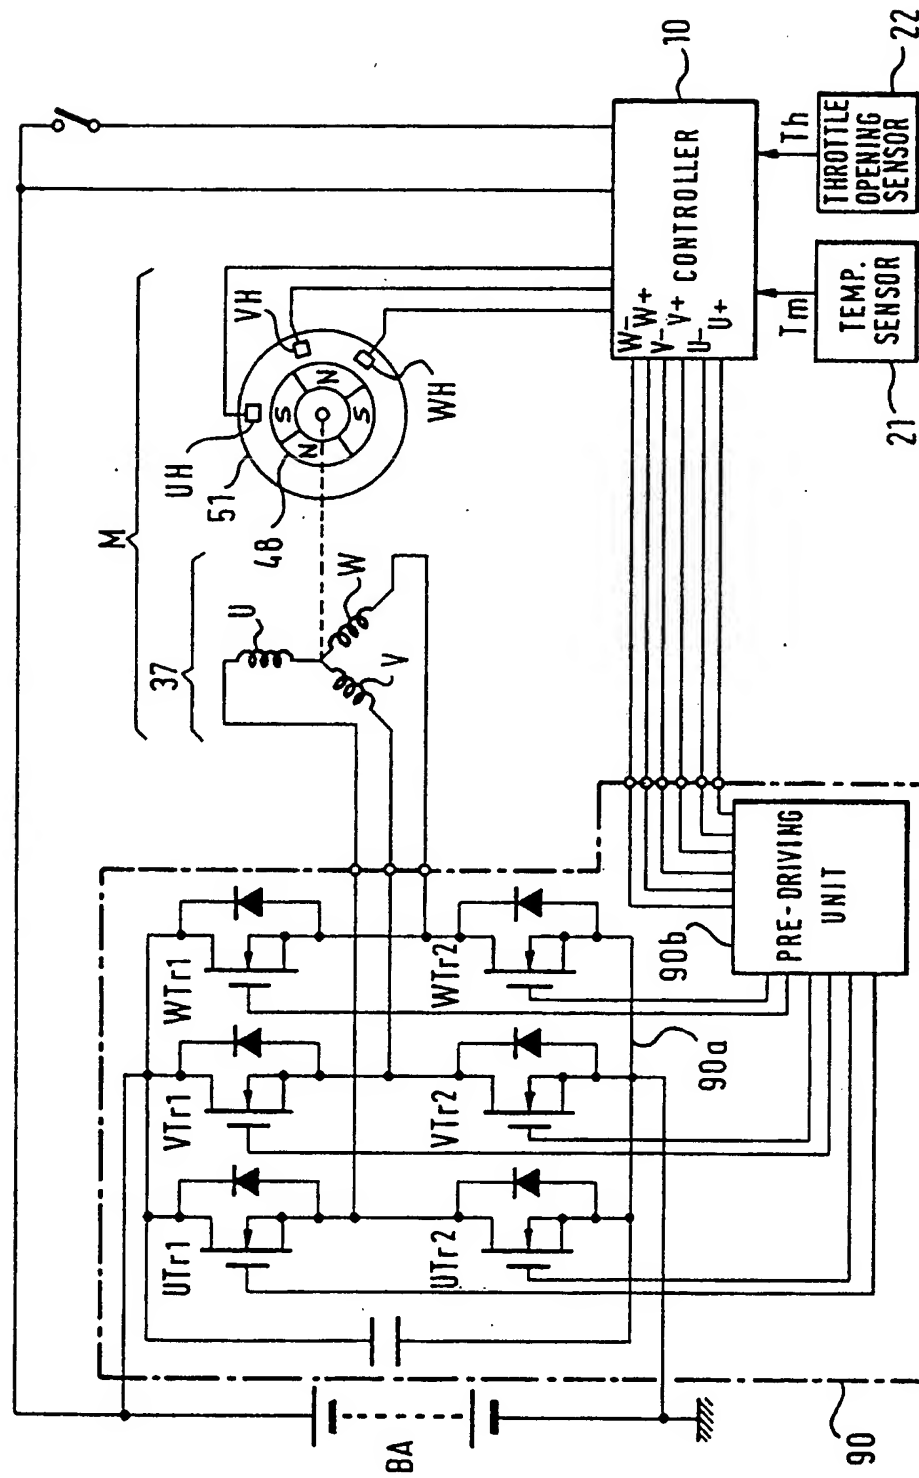 M
37
U
W
V
UH
VH
WH
51
48
10
W-
W+
V-
V+
U-
U+
CONTROLLER
Tm
Th
TEMP.
SENSOR
21
THROTTLE
OPENING
SENSOR
22
UTr1
VTr1
WTr1
UTr2
VTr2
WTr2
90a
90b
PRE-DRIVING
UNIT
BA
90
S
N
S
N